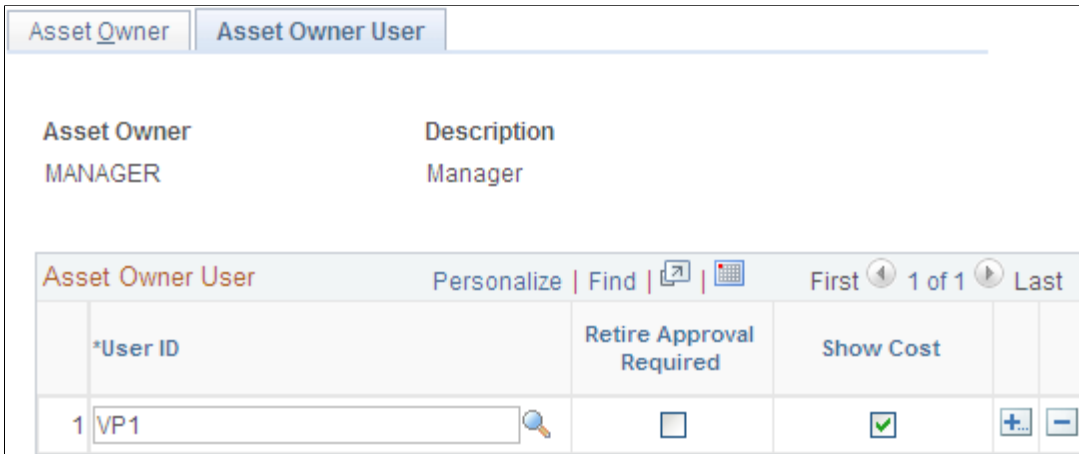 Asset Owner Asset Owner User
Asset Owner Description
MANAGER Manager
Asset Owner User Personalize | Find | | First 1 of 1 Last
*User ID Retire Approval Required Show Cost
1 VP1